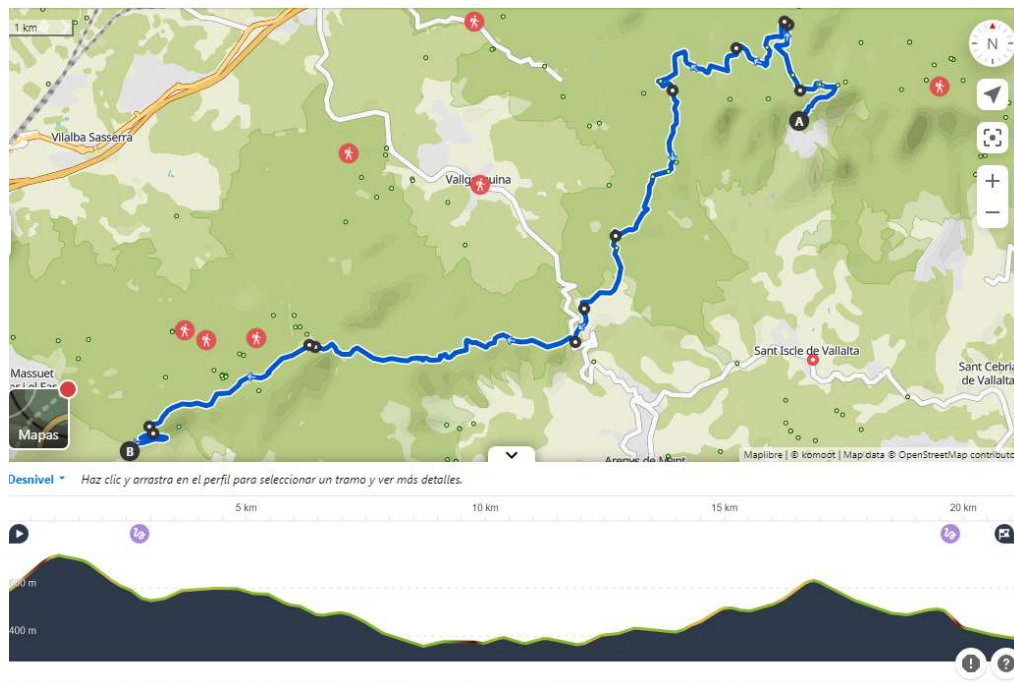 1 km
N
Vilalba Sasserra
A
Vallgorguina
Sant Iscle de Vallalta
Massuet
Sant Cebrià
de Vallalta
Mapas
B
Arenys de Munt
Maplibre | © komoot | Map data © OpenStreetMap contributo
Desnivel
Haz clic y arrastra en el perfil para seleccionar un tramo y ver más detalles.
5 km
10 km
15 km
20 km
400 m